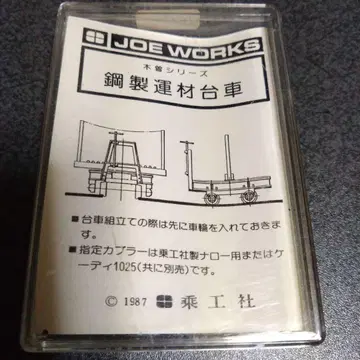 JOE WORKS
木曽シリーズ
鋼製運材台車
■台車組立ての際は先に車輪を入れておきま
す。
■指定カプラーは乗工社製ナロー用またはケ
ーディ1025(共に別売)です。
© 1987 乗工社